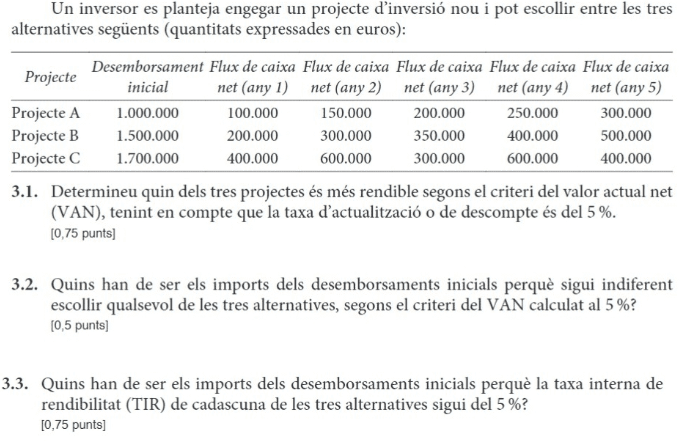 Un inversor es planteja engegar un projecte d'inversió nou i pot escollir entre les tres
alternatives següents (quantitats expressades en euros):
Projecte Desemborsament inicial Flux de caixa net (any 1) Flux de caixa net (any 2) Flux de caixa net (any 3) Flux de caixa net (any 4) Flux de caixa net (any 5)
Projecte A 1.000.000 100.000 150.000 200.000 250.000 300.000
Projecte B 1.500.000 200.000 300.000 350.000 400.000 500.000
Projecte C 1.700.000 400.000 600.000 300.000 600.000 400.000
3.1. Determineu quin dels tres projectes és més rendible segons el criteri del valor actual net
(VAN), tenint en compte que la taxa d'actualització o de descompte és del 5 %.
[0,75 punts]
3.2. Quins han de ser els imports dels desemborsaments inicials perquè sigui indiferent
escollir qualsevol de les tres alternatives, segons el criteri del VAN calculat al 5 %?
[0,5 punts]
3.3. Quins han de ser els imports dels desemborsaments inicials perquè la taxa interna de
rendibilitat (TIR) de cadascuna de les tres alternatives sigui del 5 %?
[0,75 punts]